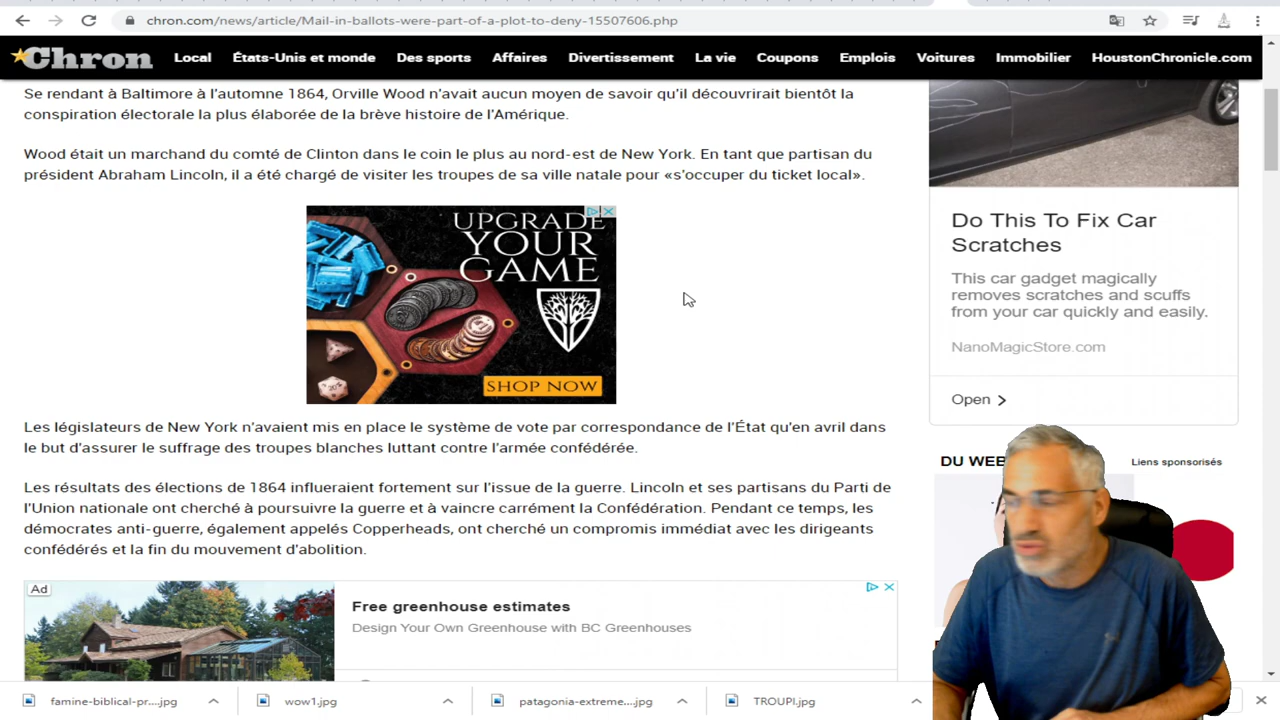 chron.com/news/article/Mail-in-ballots-were-part-of-a-plot-to-deny-15507606.php
Chron
Local
États-Unis et monde
Des sports
Affaires
Divertissement
La vie
Coupons
Emplois
Voitures
Immobilier
HoustonChronicle.com
Se rendant à Baltimore à l'automne 1864, Orville Wood n'avait aucun moyen de savoir qu'il découvrirait bientôt la
conspiration électorale la plus élaborée de la brève histoire de l'Amérique.
Wood était un marchand du comté de Clinton dans le coin le plus au nord-est de New York. En tant que partisan du
président Abraham Lincoln, il a été chargé de visiter les troupes de sa ville natale pour «s'occuper du ticket local».
UPGRADE
YOUR
GAME
SHOP NOW
Les législateurs de New York n'avaient mis en place le système de vote par correspondance de l'État qu'en avril dans
le but d'assurer le suffrage des troupes blanches luttant contre l'armée confédérée.
Les résultats des élections de 1864 influeraient fortement sur l'issue de la guerre. Lincoln et ses partisans du Parti de
l'Union nationale ont cherché à poursuivre la guerre et à vaincre carrément la Confédération. Pendant ce temps, les
démocrates anti-guerre, également appelés Copperheads, ont cherché un compromis immédiat avec les dirigeants
confédérés et la fin du mouvement d'abolition.
Ad
Free greenhouse estimates
Design Your Own Greenhouse with BC Greenhouses
Do This To Fix Car
Scratches
This car gadget magically
removes scratches and scuffs
from your car quickly and easily.
NanoMagicStore.com
Open
DU WEB
Liens sponsorisés
famine-biblical-pr....jpg
wow1.jpg
patagonia-extreme....jpg
TROUPI.jpg